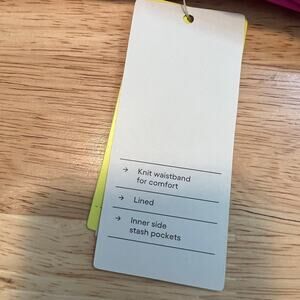 → Knit waistband
for comfort
→ Lined
→ Inner side
stash pockets